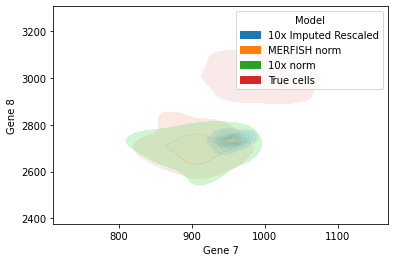 Model
10x Imputed Rescaled
MERFISH norm
10x norm
True cells
3200
3000
2800
2600
2400
Gene 8
800
900
1000
1100
Gene 7